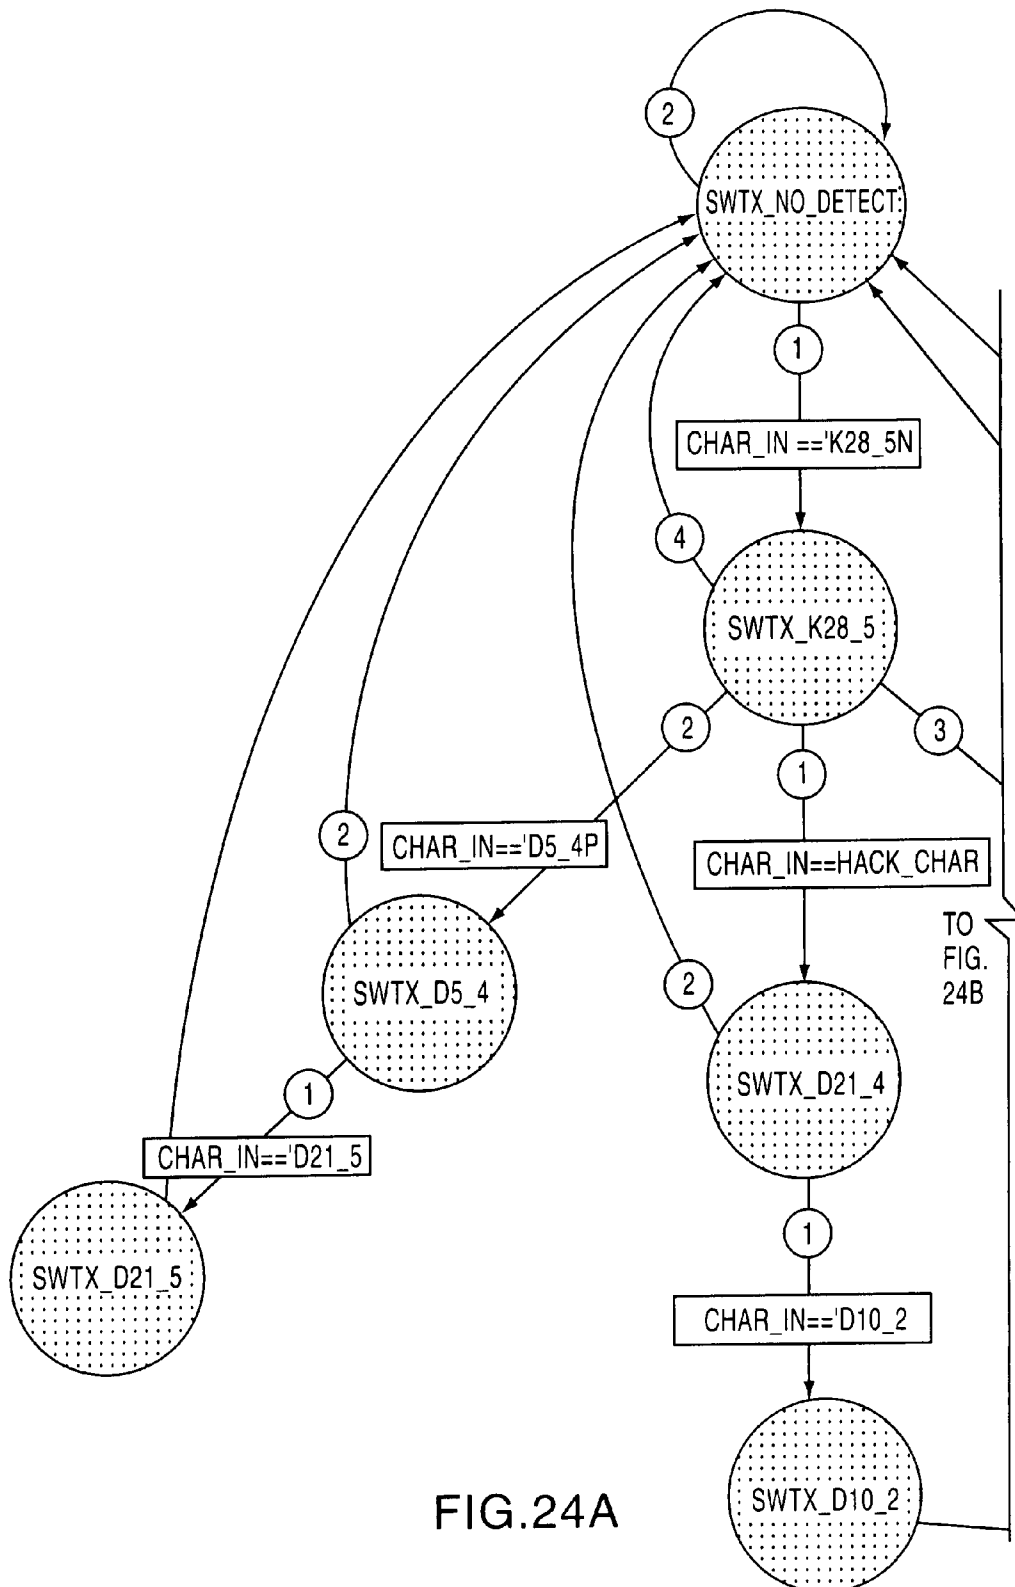 2
SWTX_NO_DETECT
1
CHAR_IN =='K28_5N
4
SWTX_K28_5
2
1
3
2
CHAR_IN=='D5_4P
CHAR_IN==HACK_CHAR
TO
FIG.
24B
SWTX_D5_4
2
SWTX_D21_4
1
CHAR_IN=='D21_5
1
SWTX_D21_5
CHAR_IN=='D10_2
SWTX_D10_2
FIG.24A